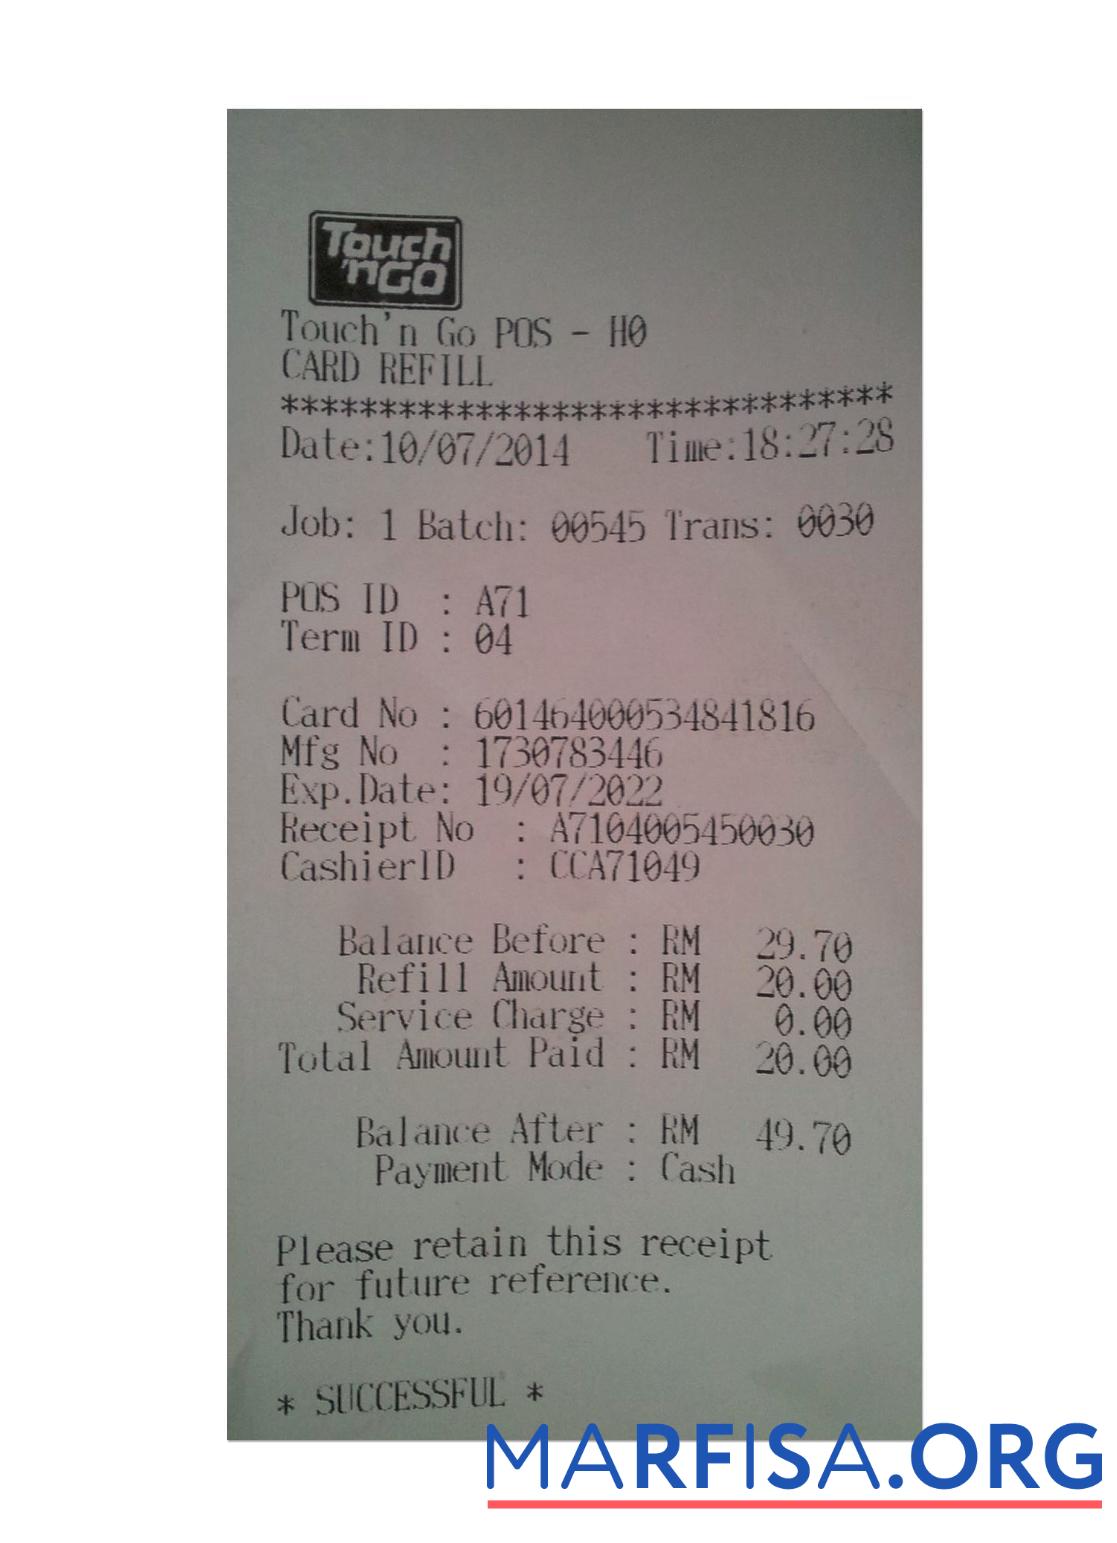 Touch
'nGO
Touch'n Go POS - H0
CARD REFILL
********************************
Date:10/07/2014 Time:18:27:28
Job: 1 Batch: 00545 Trans: 0030
POS ID : A71
Term ID : 04
Card No : 601464000534841816
Mfg No : 1730783446
Exp.Date: 19/07/2022
Receipt No : A7104005450030
CashierID : CCA71049
Balance Before : RM 29.70
Refill Amount : RM 20.00
Service Charge : RM 0.00
Total Amount Paid : RM 20.00
Balance After : RM 49.70
Payment Mode : Cash
Please retain this receipt
for future reference.
Thank you.
* SUCCESSFUL *
MARFISA.ORG